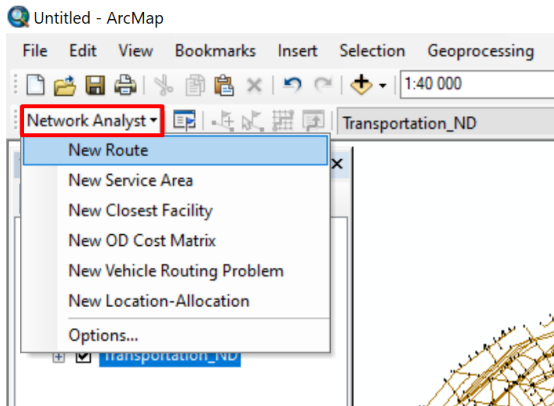 Untitled - ArcMap
File Edit View Bookmarks Insert Selection Geoprocessing
1:40 000
Network Analyst Transportation_ND
New Route
New Service Area
New Closest Facility
New OD Cost Matrix
New Vehicle Routing Problem
New Location-Allocation
Options...
Transportation_ND